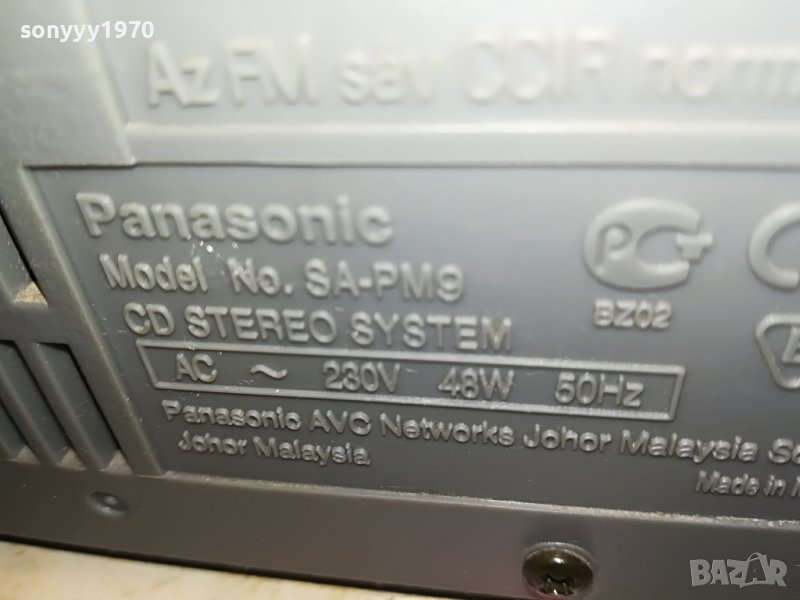 sonyyy1970
Az FM sáv CCIR
Panasonic
Model No. SA-PM9
CD STEREO SYSTEM
BZ02
AC ~ 230V 48W 50Hz
Panasonic AVC Networks Johor Malaysia
Johor Malaysia
Made in
BAZAR